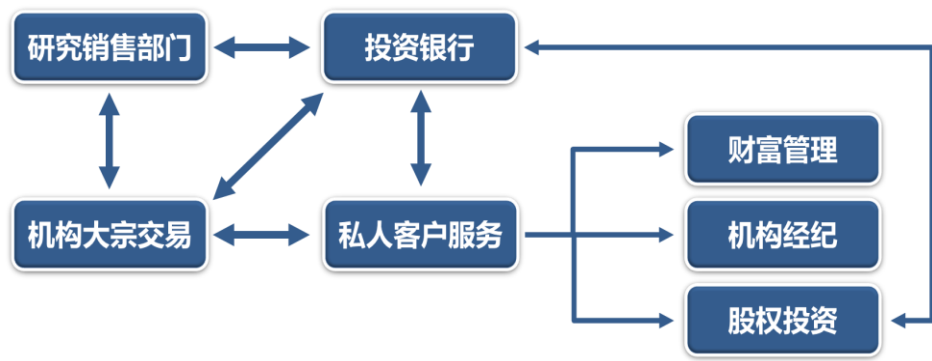 研究销售部门
投资银行
财富管理
机构大宗交易
私人客户服务
机构经纪
股权投资